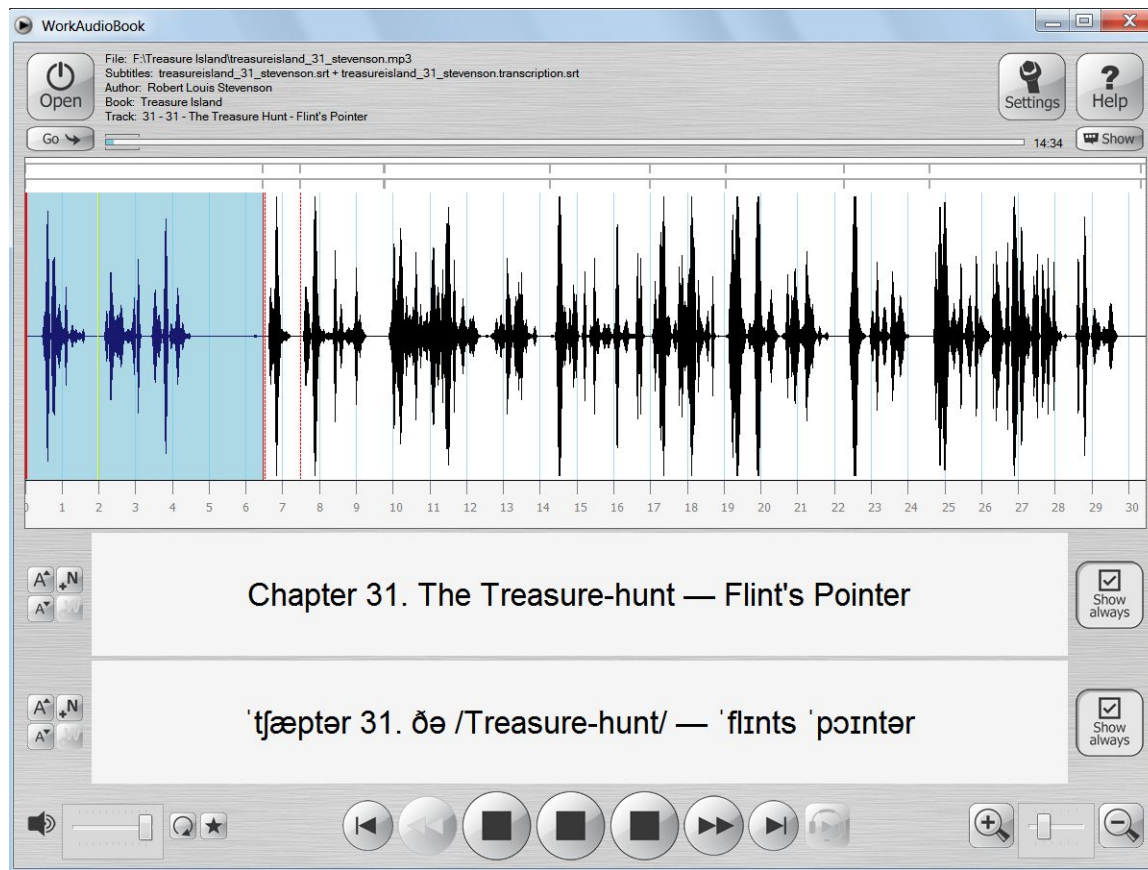 WorkAudioBook
File: F:\Treasure Island\treasureisland_31_stevenson.mp3
Subtitles: treasureisland_31_stevenson.srt + treasureisland_31_stevenson.transcription.srt
Author: Robert Louis Stevenson
Book: Treasure Island
Track: 31 - 31 - The Treasure Hunt - Flint's Pointer
Open
Settings
Help
Go
14:34
Show
0 1 2 3 4 5 6 7 8 9 10 11 12 13 14 15 16 17 18 19 20 21 22 23 24 25 26 27 28 29 30
A N
A W
Chapter 31. The Treasure-hunt — Flint's Pointer
Show always
A N
A W
ˈtʃæptər 31. ðə /Treasure-hunt/ — ˈflɪnts ˈpɔɪntər
Show always